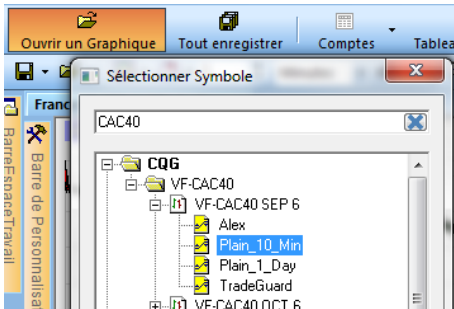 Ouvrir un Graphique
Tout enregistrer
Comptes
Tablea
Sélectionner Symbole
Franc
CAC40
BarreEspaceTravail
Barre de Personnalisat
CQG
VF-CAC40
VF-CAC40 SEP 6
Alex
Plain_10_Min
Plain_1_Day
TradeGuard
VF-CAC40 OCT 6